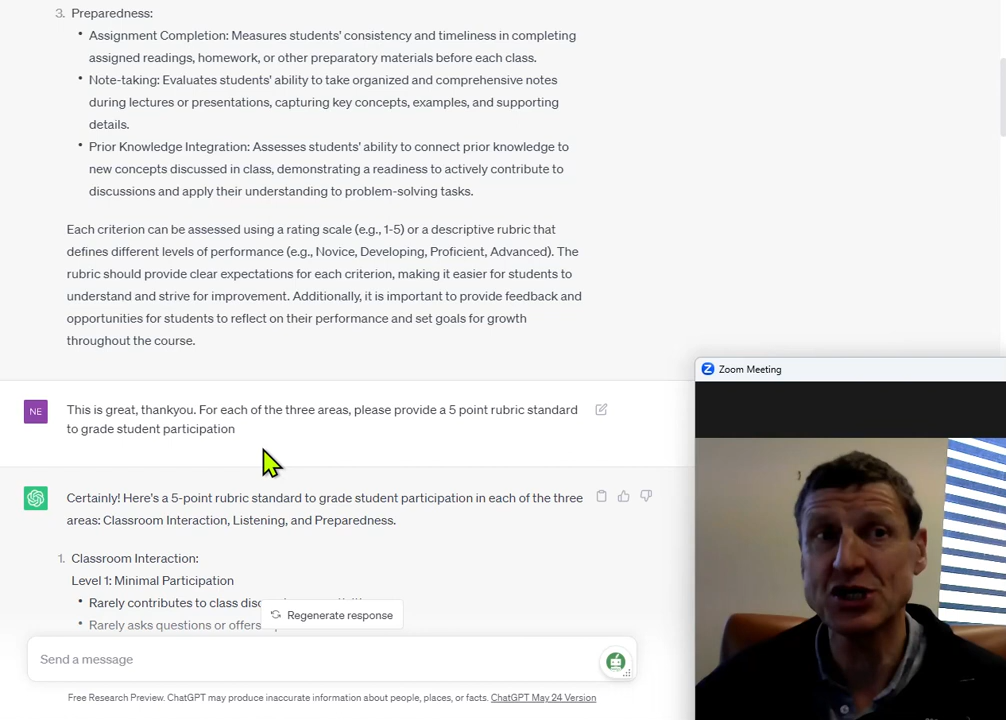 3. Preparedness:
• Assignment Completion: Measures students' consistency and timeliness in completing
assigned readings, homework, or other preparatory materials before each class.
• Note-taking: Evaluates students' ability to take organized and comprehensive notes
during lectures or presentations, capturing key concepts, examples, and supporting
details.
• Prior Knowledge Integration: Assesses students' ability to connect prior knowledge to
new concepts discussed in class, demonstrating a readiness to actively contribute to
discussions and apply their understanding to problem-solving tasks.
Each criterion can be assessed using a rating scale (e.g., 1-5) or a descriptive rubric that
defines different levels of performance (e.g., Novice, Developing, Proficient, Advanced). The
rubric should provide clear expectations for each criterion, making it easier for students to
understand and strive for improvement. Additionally, it is important to provide feedback and
opportunities for students to reflect on their performance and set goals for growth
throughout the course.
Zoom Meeting
NE
This is great, thankyou. For each of the three areas, please provide a 5 point rubric standard
to grade student participation
Certainly! Here's a 5-point rubric standard to grade student participation in each of the three
areas: Classroom Interaction, Listening, and Preparedness.
1. Classroom Interaction:
Level 1: Minimal Participation
• Rarely contributes to class
Regenerate response
• Rarely asks questions or offers
Send a message
Free Research Preview. ChatGPT may produce inaccurate information about people, places, or facts. ChatGPT May 24 Version